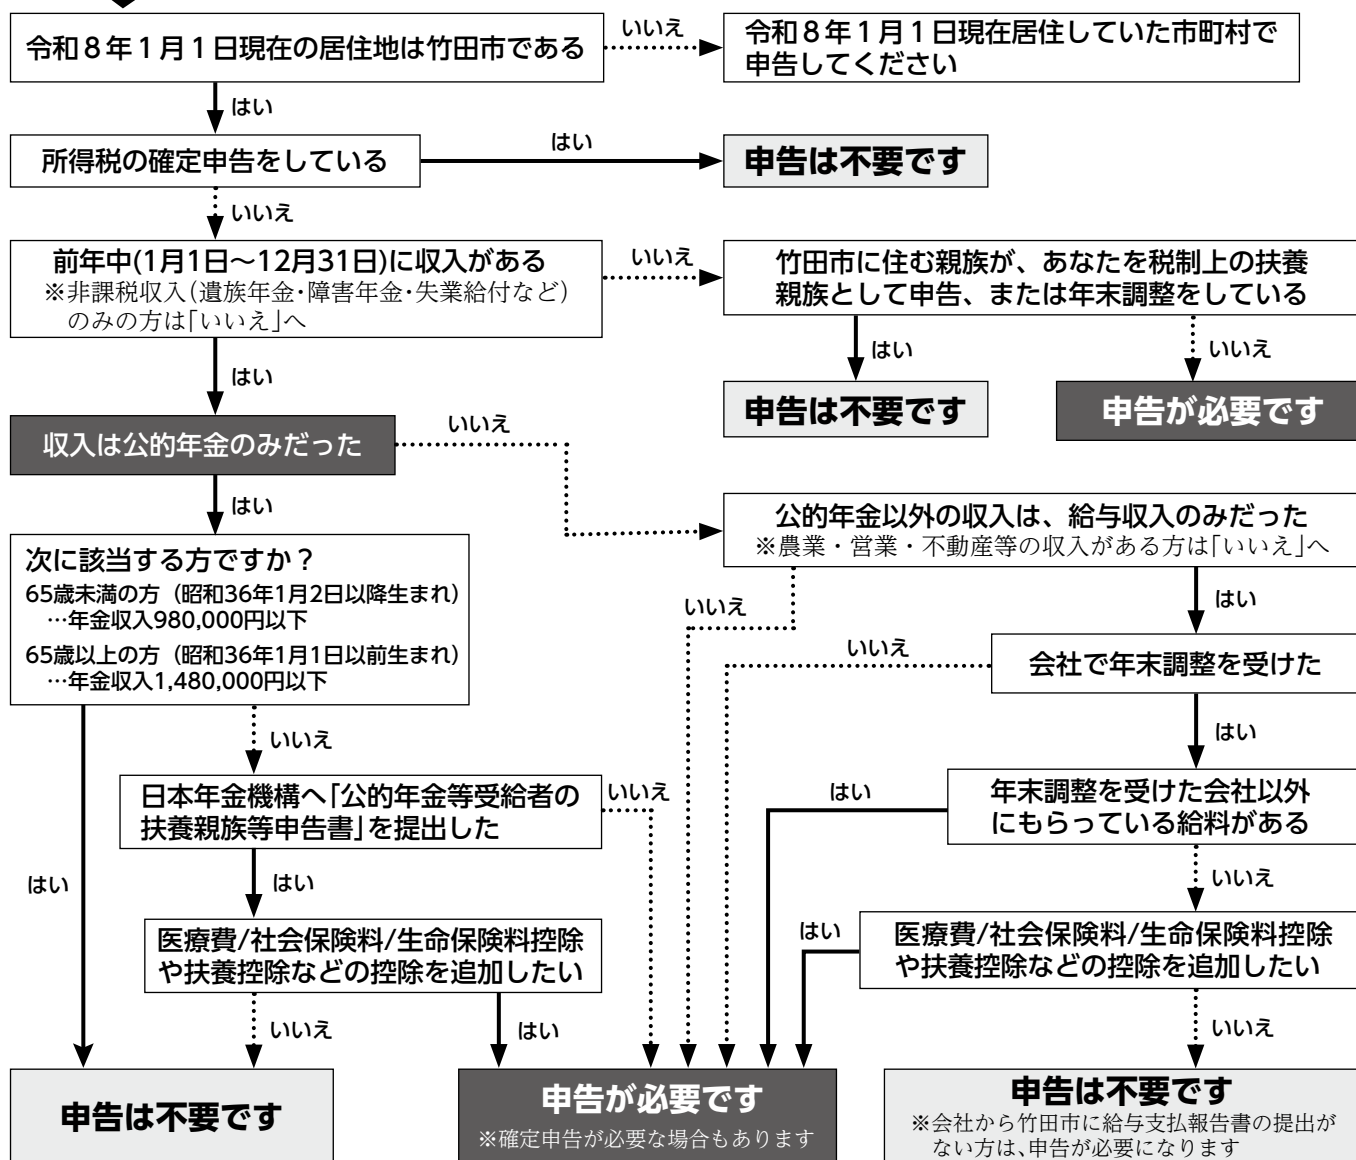 令和８年１月１日現在の居住地は竹田市である
いいえ
令和８年１月１日現在居住していた市町村で
申告してください
はい
所得税の確定申告をしている
はい
申告は不要です
いいえ
前年中(1月1日～12月31日)に収入がある
※非課税収入(遺族年金･障害年金･失業給付など)
のみの方は｢いいえ｣へ
いいえ
竹田市に住む親族が、あなたを税制上の扶養
親族として申告、または年末調整をしている
はい
いいえ
申告は不要です
申告が必要です
はい
収入は公的年金のみだった
いいえ
はい
公的年金以外の収入は、給与収入のみだった
※農業・営業・不動産等の収入がある方は｢いいえ｣へ
次に該当する方ですか？
65歳未満の方（昭和36年1月2日以降生まれ）
…年金収入980,000円以下
65歳以上の方（昭和36年1月1日以前生まれ）
…年金収入1,480,000円以下
いいえ
はい
いいえ
会社で年末調整を受けた
はい
いいえ
日本年金機構へ｢公的年金等受給者の
扶養親族等申告書｣を提出した
いいえ
はい
年末調整を受けた会社以外
にもらっている給料がある
はい
はい
いいえ
医療費/社会保険料/生命保険料控除
や扶養控除などの控除を追加したい
はい
医療費/社会保険料/生命保険料控除
や扶養控除などの控除を追加したい
いいえ
はい
いいえ
申告は不要です
申告が必要です
※確定申告が必要な場合もあります
申告は不要です
※会社から竹田市に給与支払報告書の提出が
ない方は､申告が必要になります